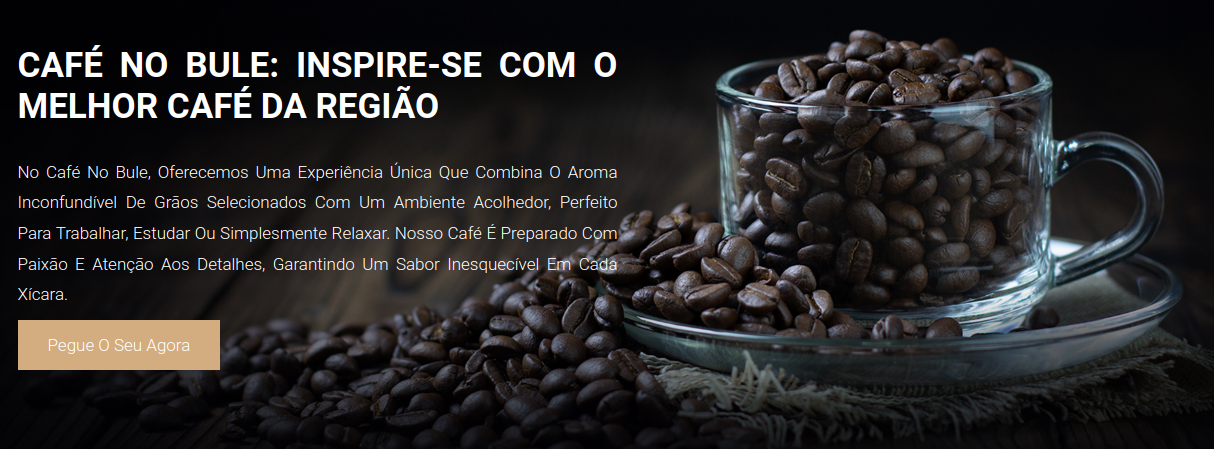 CAFÉ NO BULE: INSPIRE-SE COM O
MELHOR CAFÉ DA REGIÃO
No Café No Bule, Oferecemos Uma Experiência Única Que Combina O Aroma
Inconfundível De Grãos Selecionados Com Um Ambiente Acolhedor, Perfeito
Para Trabalhar, Estudar Ou Simplesmente Relaxar. Nosso Café É Preparado Com
Paixão E Atenção Aos Detalhes, Garantindo Um Sabor Inesquecível Em Cada
Xícara.
Pegue O Seu Agora